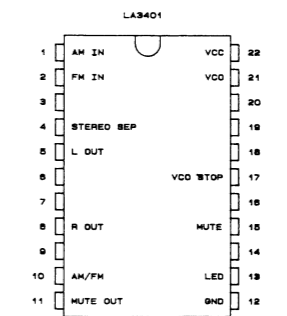 LA3401
1 AM IN VCC 22
2 FM IN VCO 21
3 20
4 STEREO SEP 19
5 L OUT 18
6 VCO STOP 17
7 16
8 R OUT MUTE 15
9 14
10 AM/FM LED 13
11 MUTE OUT GND 12